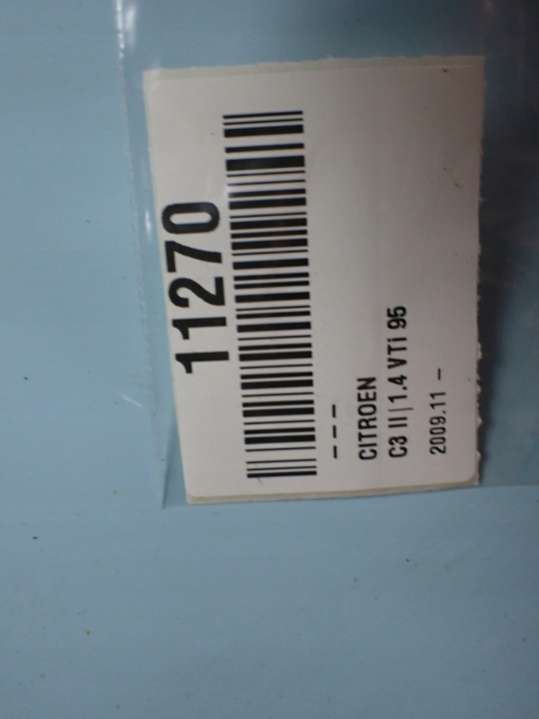 11270
---
CITROEN
C3 II | 1.4 VTi 95
2009.11 -